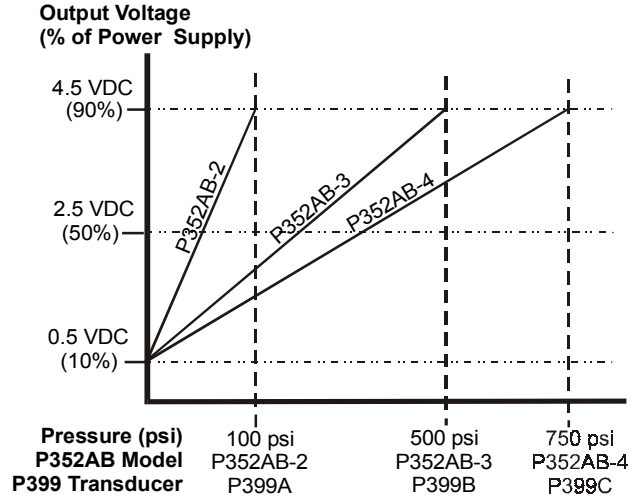 Output Voltage
(% of Power Supply)
4.5 VDC
(90%)
P352AB-2
P352AB-3
P352AB-4
2.5 VDC
(50%)
0.5 VDC
(10%)
Pressure (psi) 100 psi 500 psi 750 psi
P352AB Model P352AB-2 P352AB-3 P352AB-4
P399 Transducer P399A P399B P399C